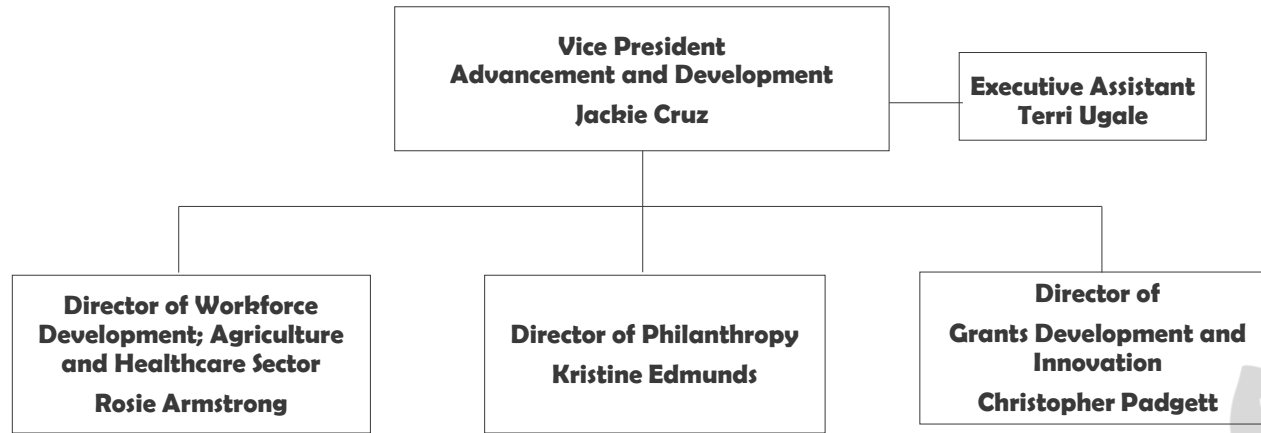 Vice President
Advancement and Development
Jackie Cruz
Executive Assistant
Terri Ugale
Director of Workforce
Development; Agriculture
and Healthcare Sector
Rosie Armstrong
Director of Philanthropy
Kristine Edmunds
Director of
Grants Development and
Innovation
Christopher Padgett